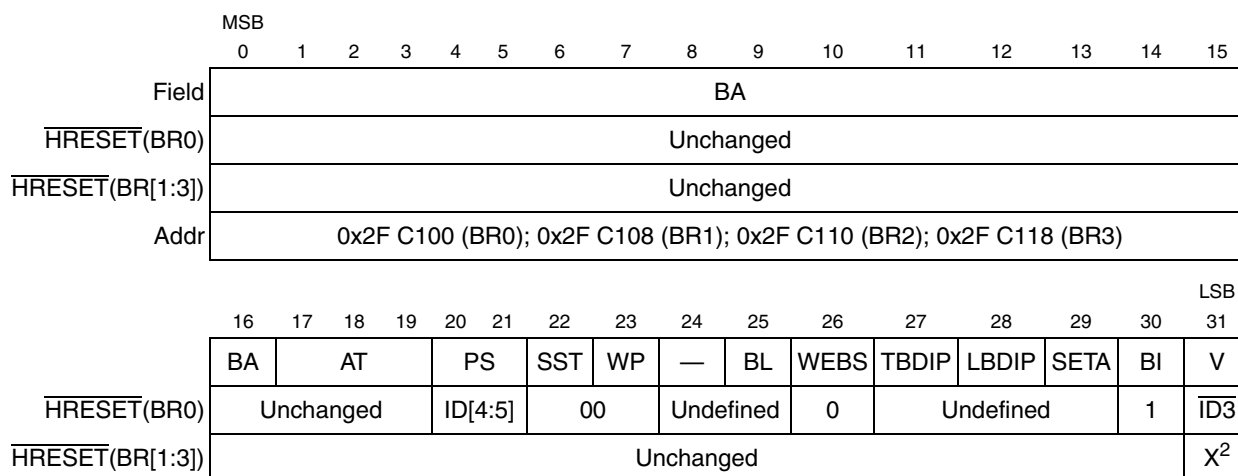 MSB
0 1 2 3 4 5 6 7 8 9 10 11 12 13 14 15
Field BA
HRESET(BR0) Unchanged
HRESET(BR[1:3]) Unchanged
Addr 0x2F C100 (BR0); 0x2F C108 (BR1); 0x2F C110 (BR2); 0x2F C118 (BR3)
LSB
16 17 18 19 20 21 22 23 24 25 26 27 28 29 30 31
BA AT PS SST WP — BL WEBS TBDIP LBDIP SETA BI V
HRESET(BR0) Unchanged ID[4:5] 00 Undefined 0 Undefined 1 ID3
HRESET(BR[1:3]) Unchanged X2